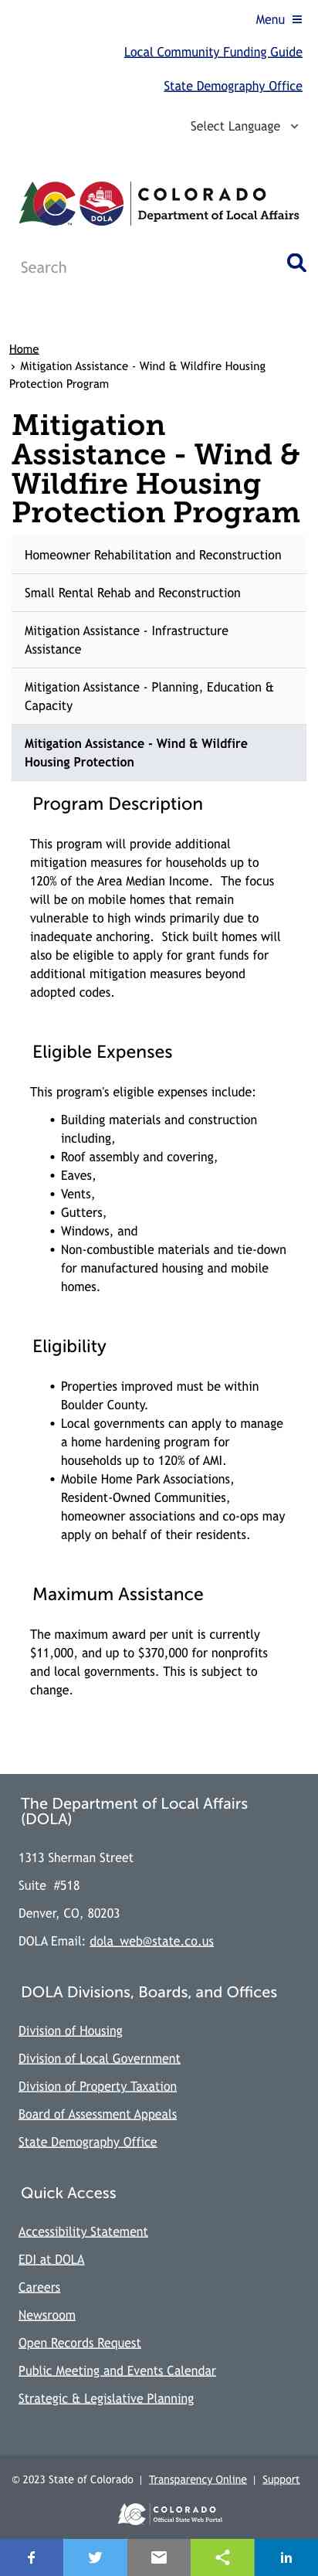 Menu ≡
Local Community Funding Guide
State Demography Office
Select Language
DOLA
COLORADO
Department of Local Affairs
Search
Home
› Mitigation Assistance - Wind & Wildfire Housing
Protection Program
Mitigation
Assistance - Wind &
Wildfire Housing
Protection Program
Homeowner Rehabilitation and Reconstruction
Small Rental Rehab and Reconstruction
Mitigation Assistance - Infrastructure
Assistance
Mitigation Assistance - Planning, Education &
Capacity
Mitigation Assistance - Wind & Wildfire
Housing Protection
Program Description
This program will provide additional
mitigation measures for households up to
120% of the Area Median Income.  The focus
will be on mobile homes that remain
vulnerable to high winds primarily due to
inadequate anchoring.  Stick built homes will
also be eligible to apply for grant funds for
additional mitigation measures beyond
adopted codes.
Eligible Expenses
This program's eligible expenses include:
• Building materials and construction
including,
• Roof assembly and covering,
• Eaves,
• Vents,
• Gutters,
• Windows, and
• Non-combustible materials and tie-down
for manufactured housing and mobile
homes.
Eligibility
• Properties improved must be within
Boulder County.
• Local governments can apply to manage
a home hardening program for
households up to 120% of AMI.
• Mobile Home Park Associations,
Resident-Owned Communities,
homeowner associations and co-ops may
apply on behalf of their residents.
Maximum Assistance
The maximum award per unit is currently
$11,000, and up to $370,000 for nonprofits
and local governments. This is subject to
change.
The Department of Local Affairs
(DOLA)
1313 Sherman Street
Suite  #518
Denver, CO, 80203
DOLA Email: dola_web@state.co.us
DOLA Divisions, Boards, and Offices
Division of Housing
Division of Local Government
Division of Property Taxation
Board of Assessment Appeals
State Demography Office
Quick Access
Accessibility Statement
EDI at DOLA
Careers
Newsroom
Open Records Request
Public Meeting and Events Calendar
Strategic & Legislative Planning
© 2023 State of Colorado | Transparency Online | Support
COLORADO
Official State Web Portal